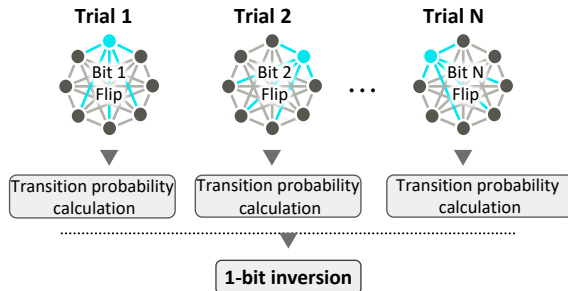 Trial 1
Trial 2
Trial N
Bit 1
Flip
Bit 2
Flip
...
Bit N
Flip
Transition probability
calculation
Transition probability
calculation
Transition probability
calculation
1-bit inversion